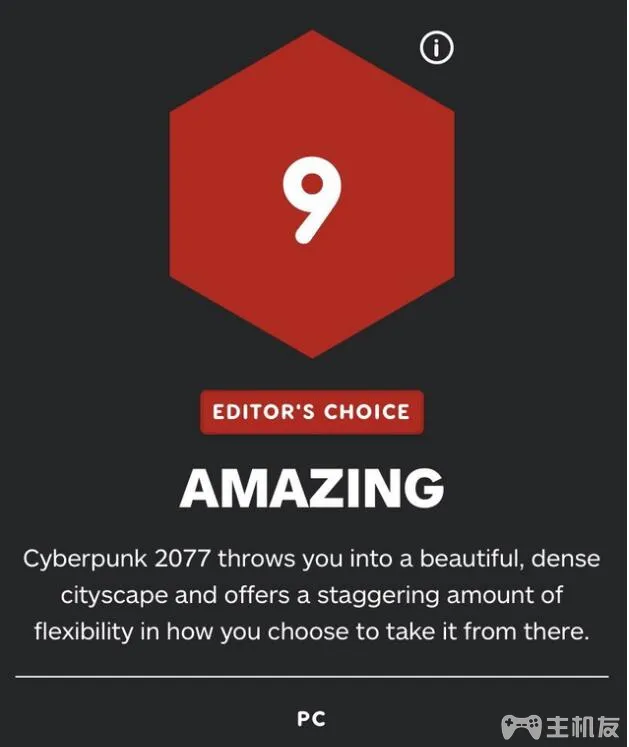 9
EDITOR'S CHOICE
AMAZING
Cyberpunk 2077 throws you into a beautiful, dense
cityscape and offers a staggering amount of
flexibility in how you choose to take it from there.
PC
主机友